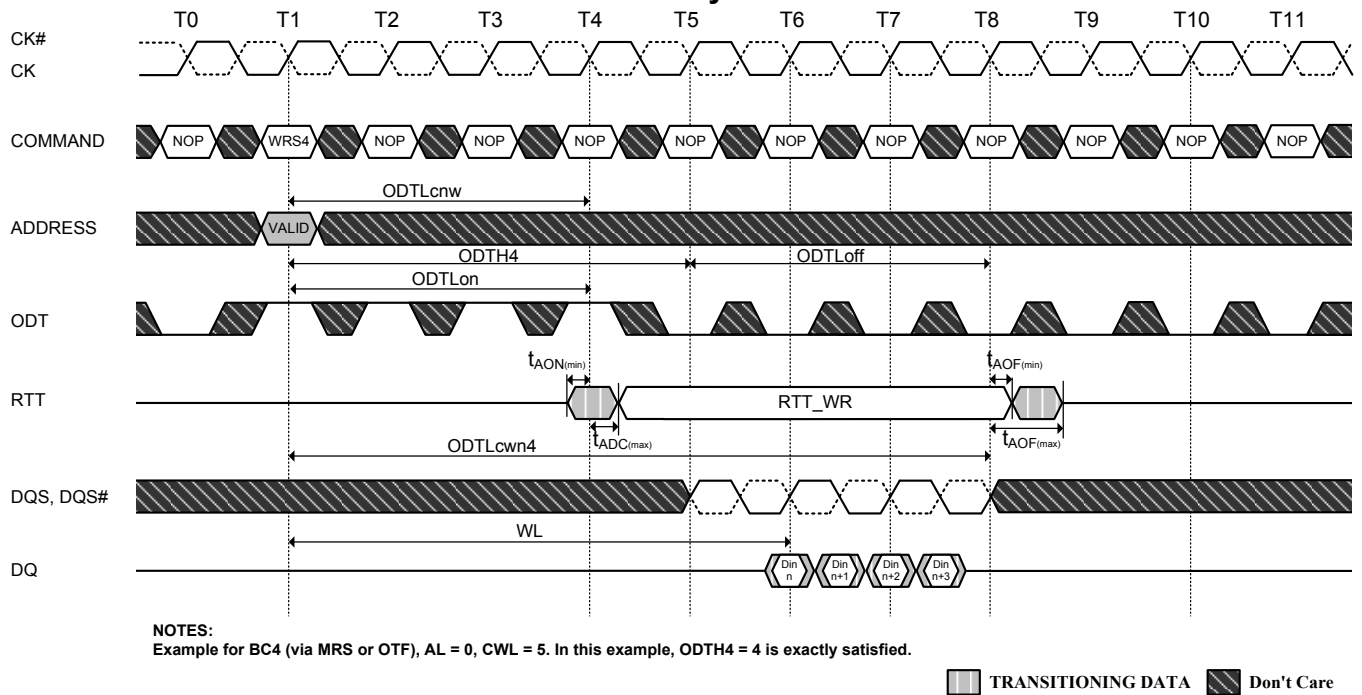 T0 T1 T2 T3 T4 T5 T6 T7 T8 T9 T10 T11
CK#
CK
COMMAND NOP WRS4 NOP NOP NOP NOP NOP NOP NOP NOP NOP NOP
ODTLcnw
ADDRESS VALID
ODTH4 ODTLoff
ODTLon
ODT
tAON(min) tAOF(min)
RTT RTT_WR
tADC(max) tAOF(max)
ODTLcwn4
DQS, DQS#
WL
DQ Din n Din n+1 Din n+2 Din n+3
NOTES:
Example for BC4 (via MRS or OTF), AL = 0, CWL = 5. In this example, ODTH4 = 4 is exactly satisfied.
TRANSITIONING DATA Don't Care